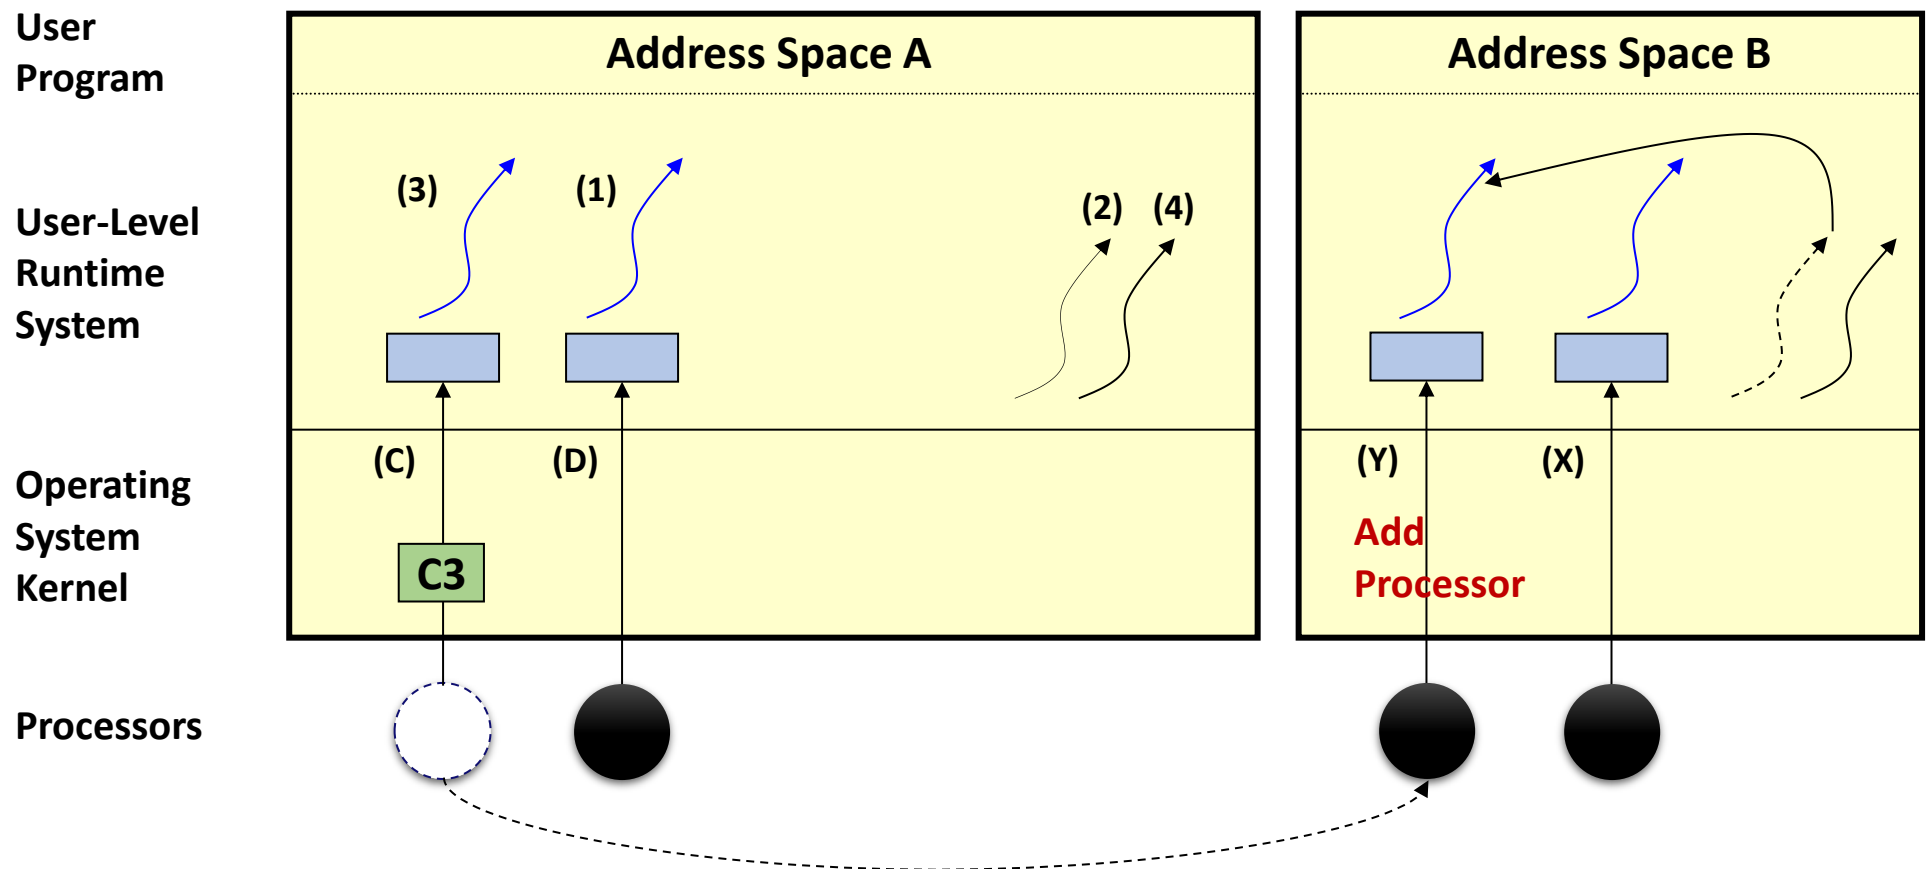 User
Program
Address Space A
Address Space B
User-Level
Runtime
System
(3)
(1)
(2)
(4)
Operating
System
Kernel
(C)
(D)
C3
(Y)
(X)
Add
Processor
Processors